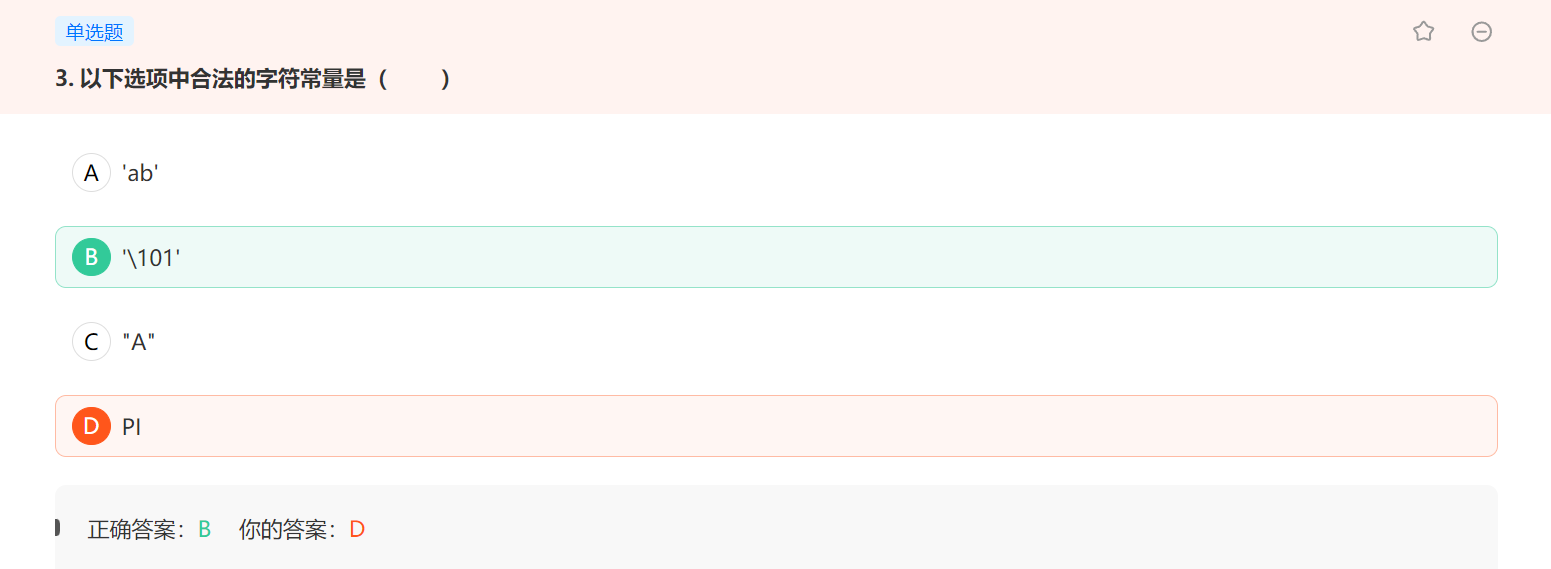 单选题
3. 以下选项中合法的字符常量是（　　）
A 'ab'
B '\101'
C "A"
D PI
正确答案：B 你的答案：D